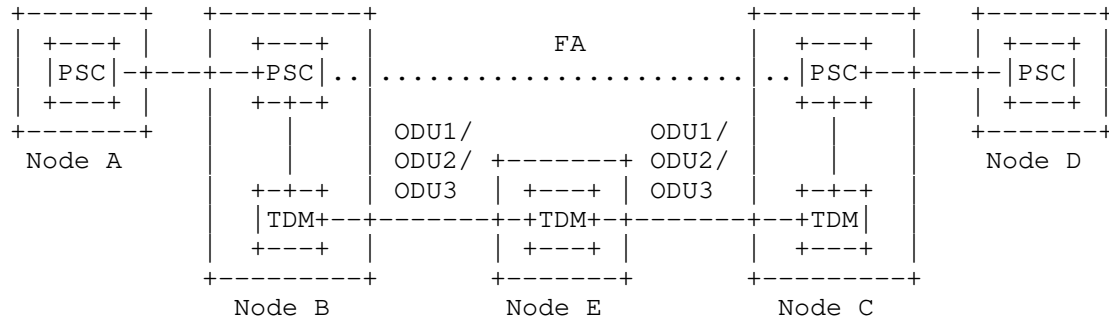 FA
PSC PSC PSC PSC
ODU1/ ODU1/
Node A ODU2/ ODU2/ Node D
ODU3 ODU3
TDM TDM TDM
Node B Node E Node C